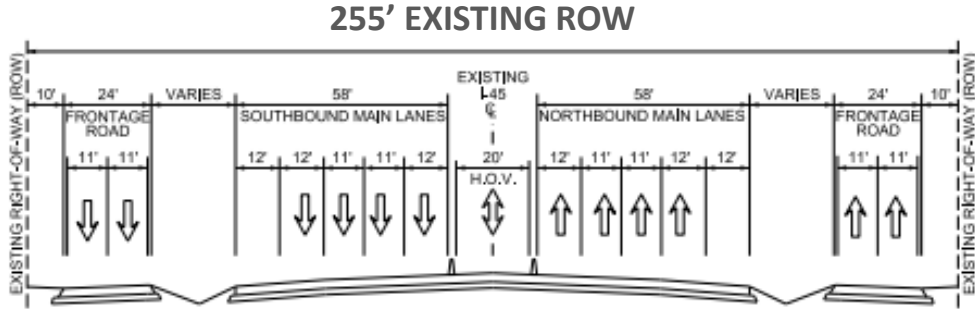 255' EXISTING ROW
EXISTING RIGHT-OF-WAY (ROW)
10'
24'
VARIES
58'
EXISTING
I-45
℄
58'
VARIES
24'
10'
FRONTAGE
ROAD
SOUTHBOUND MAIN LANES
NORTHBOUND MAIN LANES
FRONTAGE
ROAD
11' 11'
12' 12' 11' 11' 12'
20'
12' 11' 11' 12' 12'
11' 11'
H.O.V.
EXISTING RIGHT-OF-WAY (ROW)